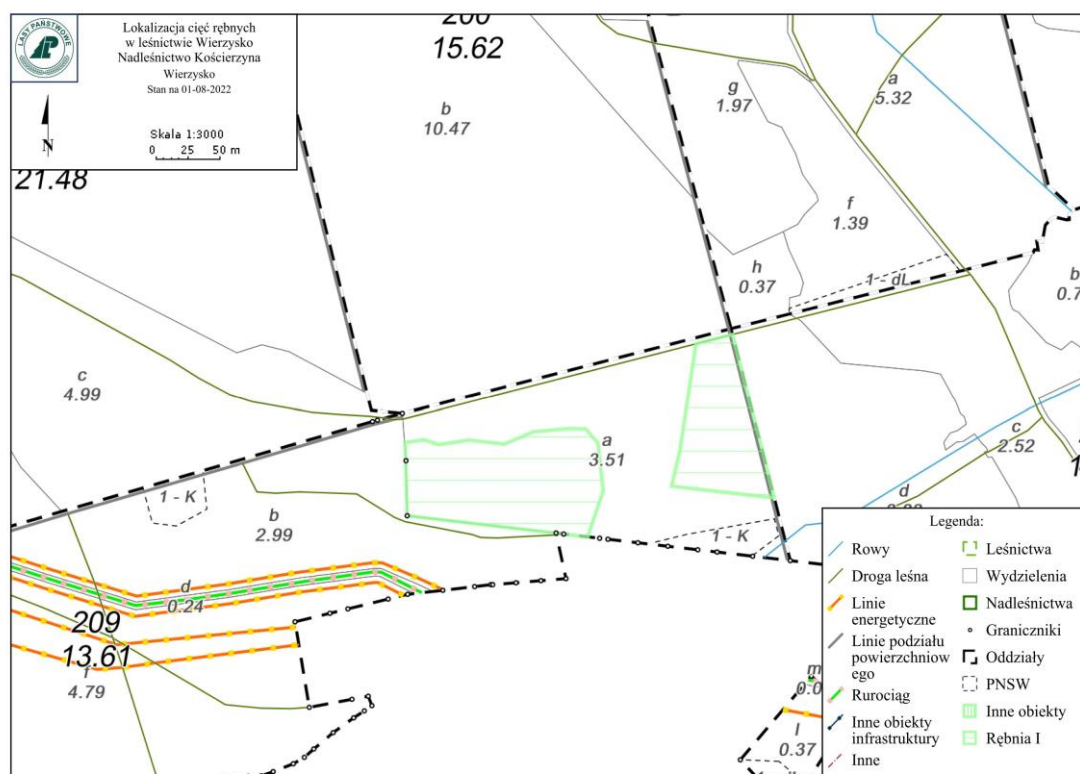 LASY PAŃSTWOWE
Lokalizacja cięć rębnych
w leśnictwie Wierzysko
Nadleśnictwo Kościerzyna
Wierzysko
Stan na 01-08-2022
N
Skala 1:3000
0 25 50 m
21.48
200
15.62
b
10.47
g
1.97
a
5.32
f
1.39
h
0.37
1 - dL
b
c
4.99
a
3.51
c
2.52
d
1 - K
b
2.99
1 - K
d
0.24
209
13.61
f
4.79
m
l
0.37
Legenda:
Rowy
Droga leśna
Linie
energetyczne
Linie podziału
powierzchniow
ego
Rurociąg
Inne obiekty
infrastruktury
Inne
Leśnictwa
Wydzielenia
Nadleśnictwa
Graniczniki
Oddziały
PNSW
Inne obiekty
Rębnia I